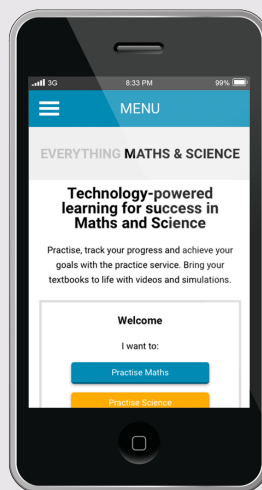 3G 8:33 PM 99%
MENU
EVERYTHING MATHS & SCIENCE
Technology-powered
learning for success in
Maths and Science
Practise, track your progress and achieve your
goals with the practice service. Bring your
textbooks to life with videos and simulations.
Welcome
I want to:
Practise Maths
Practise Science